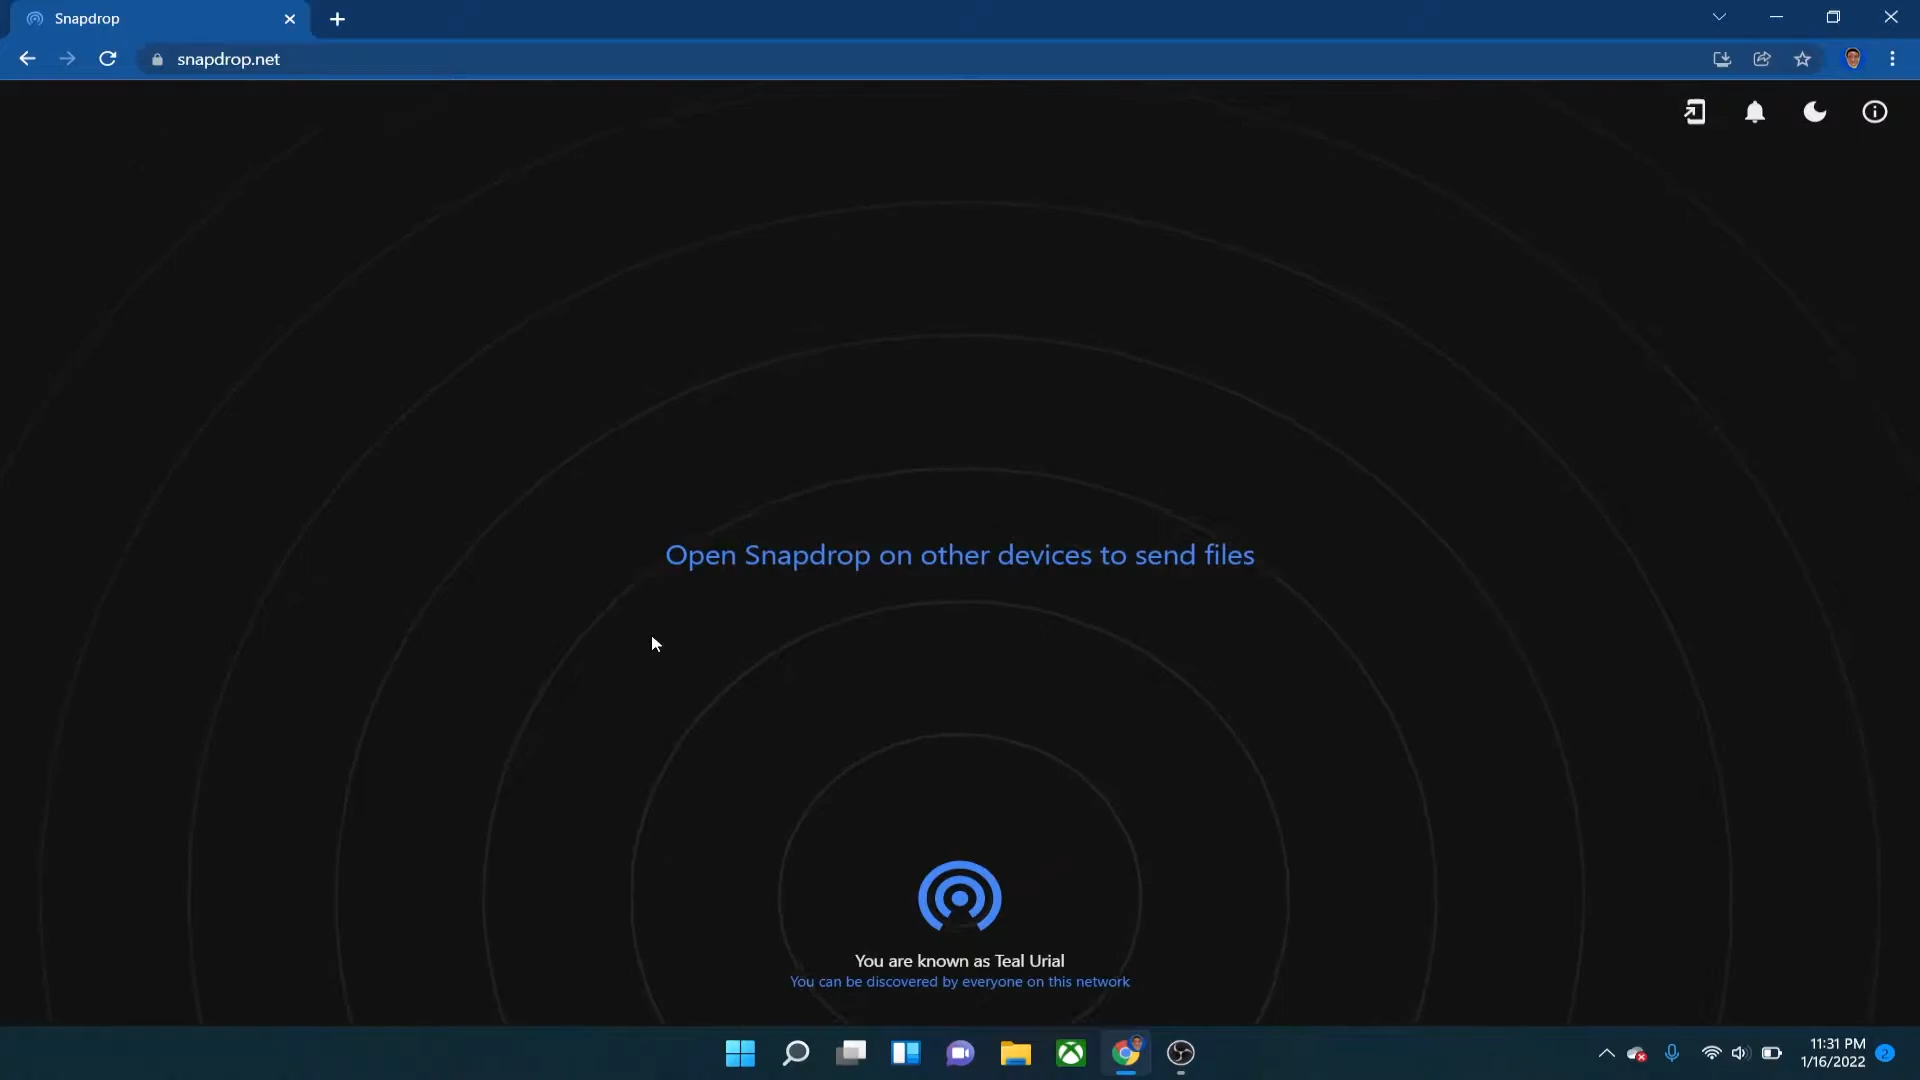 Snapdrop
snapdrop.net
Open Snapdrop on other devices to send files
You are known as Teal Urial
You can be discovered by everyone on this network
11:31 PM
1/16/2022
2